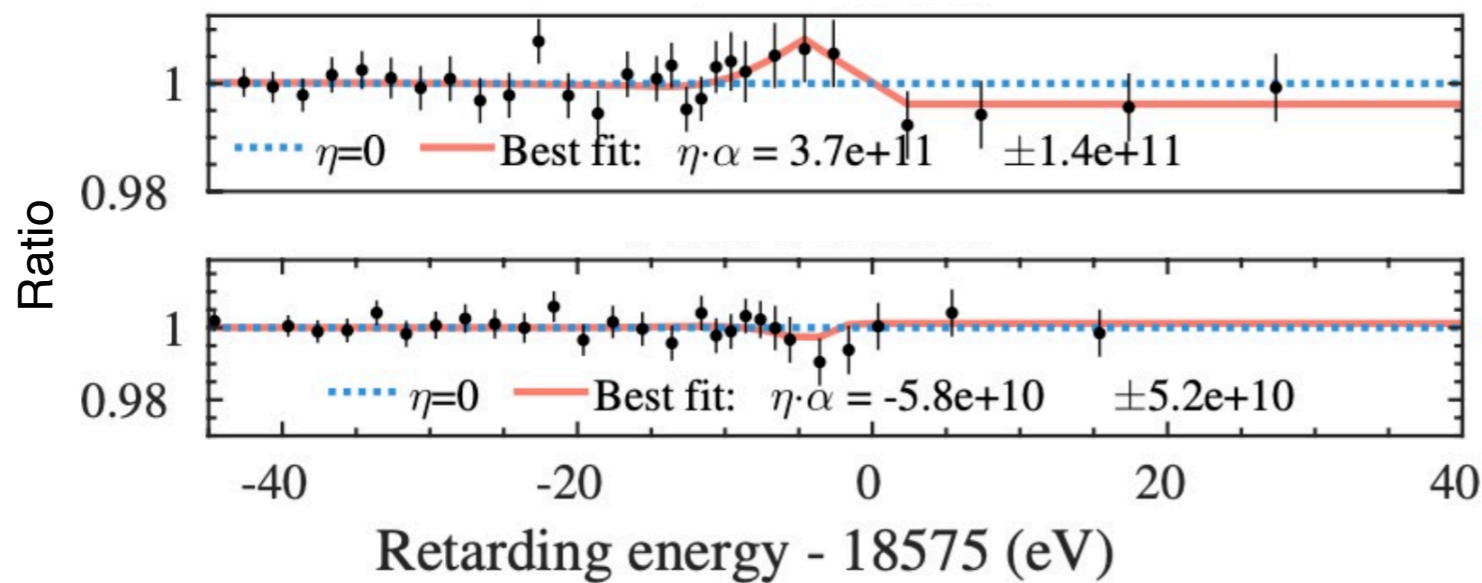 1
η=0 Best fit: η·α = 3.7e+11 ±1.4e+11
0.98
Ratio
1
0.98
η=0 Best fit: η·α = -5.8e+10 ±5.2e+10
-40 -20 0 20 40
Retarding energy - 18575 (eV)